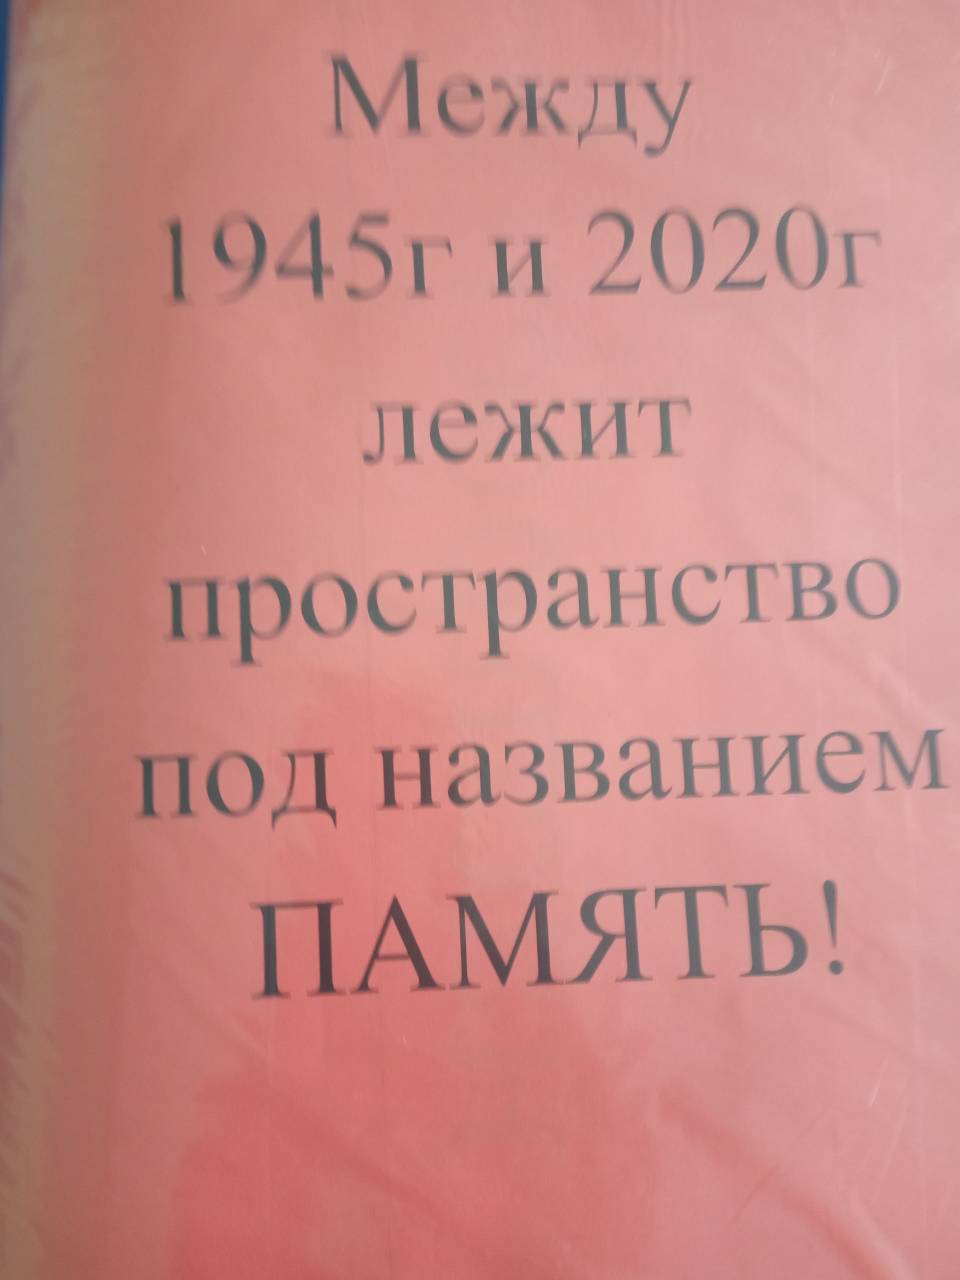 Между
1945г и 2020г
лежит
пространство
под названием
ПАМЯТЬ!